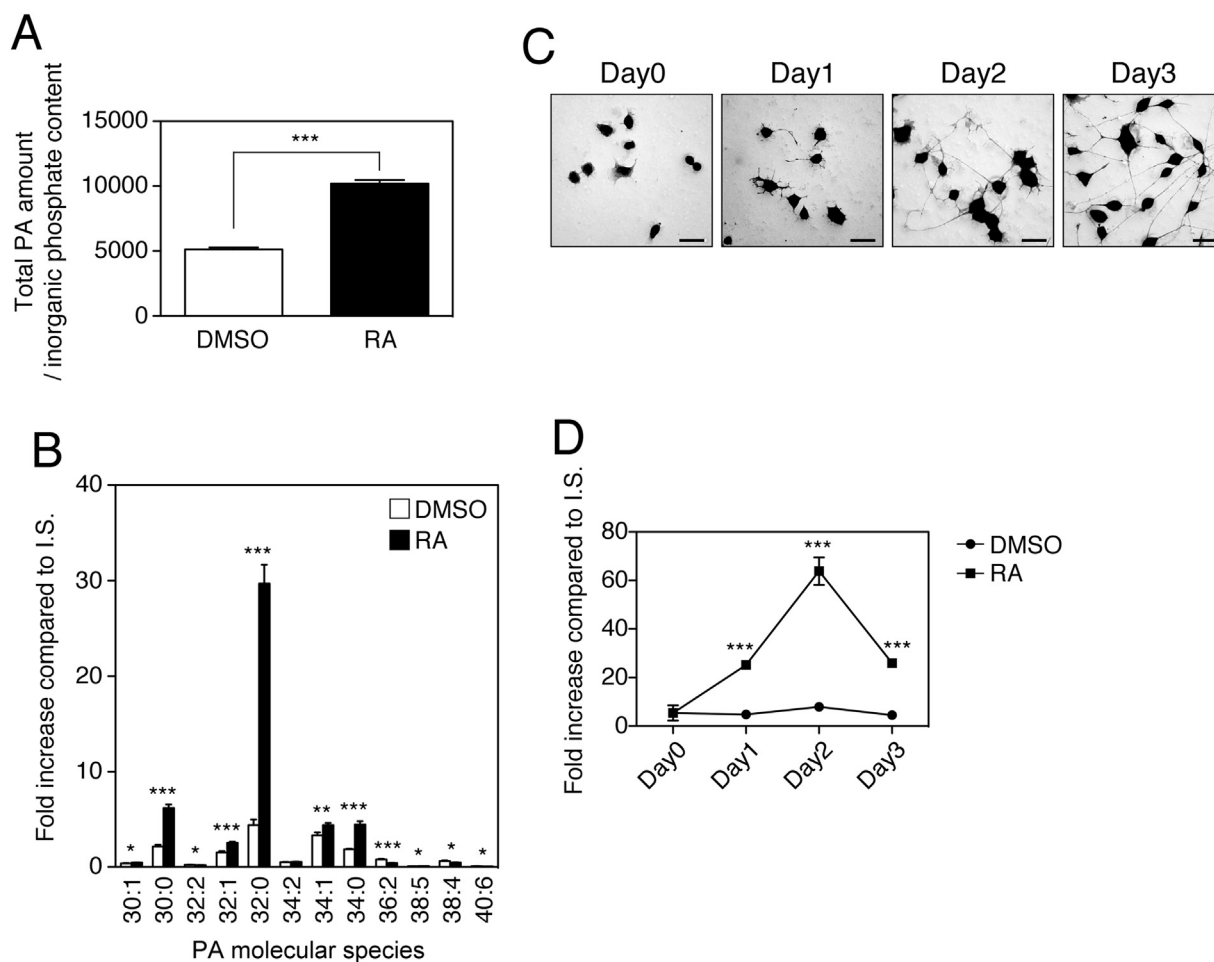 A
Total PA amount
/ inorganic phosphate content
15000
10000
5000
0
***
DMSO
RA
C
Day0
Day1
Day2
Day3
B
Fold increase compared to I.S.
40
30
20
10
0
DMSO
RA
*
***
*
***
***
**
***
***
*
*
*
30:1
30:0
32:2
32:1
32:0
34:2
34:1
34:0
36:2
38:5
38:4
40:6
PA molecular species
D
Fold increase compared to I.S.
80
60
40
20
0
***
***
***
DMSO
RA
Day0
Day1
Day2
Day3